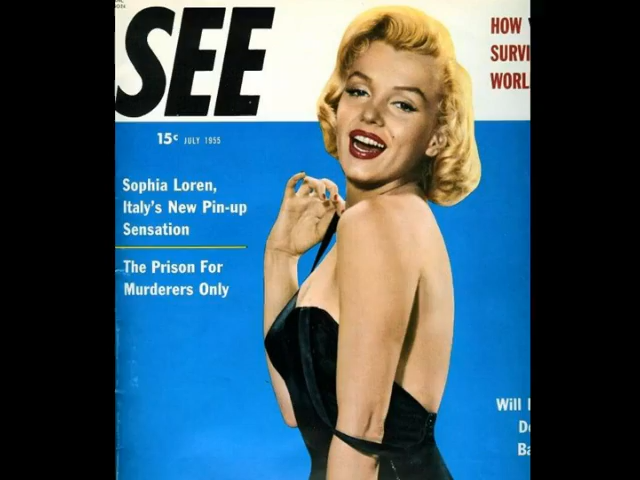 SEE
HOW
SURVI
WORL
15¢ JULY 1955
Sophia Loren,
Italy's New Pin-up
Sensation
The Prison For
Murderers Only
Will
D
Ba